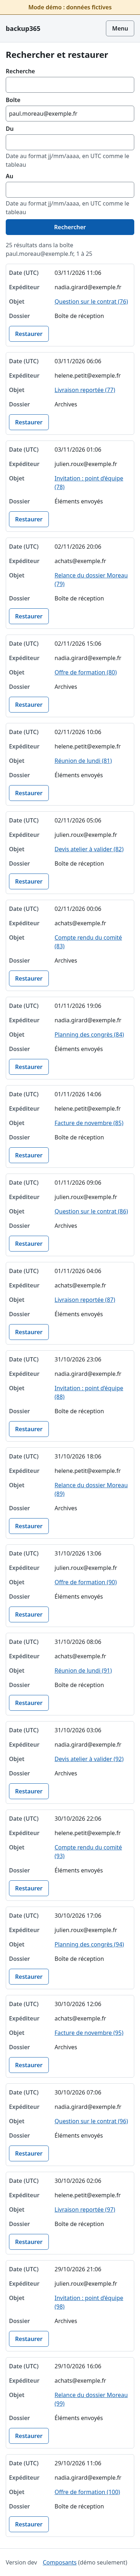 Mode démo : données fictives
backup365
Menu
Rechercher et restaurer
Recherche
Boîte
paul.moreau@exemple.fr
Du
Date au format jj/mm/aaaa, en UTC comme le
tableau
Au
Date au format jj/mm/aaaa, en UTC comme le
tableau
Rechercher
25 résultats dans la boîte
paul.moreau@exemple.fr, 1 à 25
Date (UTC) 03/11/2026 11:06
Expéditeur nadia.girard@exemple.fr
Objet Question sur le contrat (76)
Dossier Boîte de réception
Restaurer
Date (UTC) 03/11/2026 06:06
Expéditeur helene.petit@exemple.fr
Objet Livraison reportée (77)
Dossier Archives
Restaurer
Date (UTC) 03/11/2026 01:06
Expéditeur julien.roux@exemple.fr
Objet Invitation : point d'équipe
(78)
Dossier Éléments envoyés
Restaurer
Date (UTC) 02/11/2026 20:06
Expéditeur achats@exemple.fr
Objet Relance du dossier Moreau
(79)
Dossier Boîte de réception
Restaurer
Date (UTC) 02/11/2026 15:06
Expéditeur nadia.girard@exemple.fr
Objet Offre de formation (80)
Dossier Archives
Restaurer
Date (UTC) 02/11/2026 10:06
Expéditeur helene.petit@exemple.fr
Objet Réunion de lundi (81)
Dossier Éléments envoyés
Restaurer
Date (UTC) 02/11/2026 05:06
Expéditeur julien.roux@exemple.fr
Objet Devis atelier à valider (82)
Dossier Boîte de réception
Restaurer
Date (UTC) 02/11/2026 00:06
Expéditeur achats@exemple.fr
Objet Compte rendu du comité
(83)
Dossier Archives
Restaurer
Date (UTC) 01/11/2026 19:06
Expéditeur nadia.girard@exemple.fr
Objet Planning des congrès (84)
Dossier Éléments envoyés
Restaurer
Date (UTC) 01/11/2026 14:06
Expéditeur helene.petit@exemple.fr
Objet Facture de novembre (85)
Dossier Boîte de réception
Restaurer
Date (UTC) 01/11/2026 09:06
Expéditeur julien.roux@exemple.fr
Objet Question sur le contrat (86)
Dossier Archives
Restaurer
Date (UTC) 01/11/2026 04:06
Expéditeur achats@exemple.fr
Objet Livraison reportée (87)
Dossier Éléments envoyés
Restaurer
Date (UTC) 31/10/2026 23:06
Expéditeur nadia.girard@exemple.fr
Objet Invitation : point d'équipe
(88)
Dossier Boîte de réception
Restaurer
Date (UTC) 31/10/2026 18:06
Expéditeur helene.petit@exemple.fr
Objet Relance du dossier Moreau
(89)
Dossier Archives
Restaurer
Date (UTC) 31/10/2026 13:06
Expéditeur julien.roux@exemple.fr
Objet Offre de formation (90)
Dossier Éléments envoyés
Restaurer
Date (UTC) 31/10/2026 08:06
Expéditeur achats@exemple.fr
Objet Réunion de lundi (91)
Dossier Boîte de réception
Restaurer
Date (UTC) 31/10/2026 03:06
Expéditeur nadia.girard@exemple.fr
Objet Devis atelier à valider (92)
Dossier Archives
Restaurer
Date (UTC) 30/10/2026 22:06
Expéditeur helene.petit@exemple.fr
Objet Compte rendu du comité
(93)
Dossier Éléments envoyés
Restaurer
Date (UTC) 30/10/2026 17:06
Expéditeur julien.roux@exemple.fr
Objet Planning des congrès (94)
Dossier Boîte de réception
Restaurer
Date (UTC) 30/10/2026 12:06
Expéditeur achats@exemple.fr
Objet Facture de novembre (95)
Dossier Archives
Restaurer
Date (UTC) 30/10/2026 07:06
Expéditeur nadia.girard@exemple.fr
Objet Question sur le contrat (96)
Dossier Éléments envoyés
Restaurer
Date (UTC) 30/10/2026 02:06
Expéditeur helene.petit@exemple.fr
Objet Livraison reportée (97)
Dossier Boîte de réception
Restaurer
Date (UTC) 29/10/2026 21:06
Expéditeur julien.roux@exemple.fr
Objet Invitation : point d'équipe
(98)
Dossier Archives
Restaurer
Date (UTC) 29/10/2026 16:06
Expéditeur achats@exemple.fr
Objet Relance du dossier Moreau
(99)
Dossier Éléments envoyés
Restaurer
Date (UTC) 29/10/2026 11:06
Expéditeur nadia.girard@exemple.fr
Objet Offre de formation (100)
Dossier Boîte de réception
Restaurer
Version dev Composants (démo seulement)